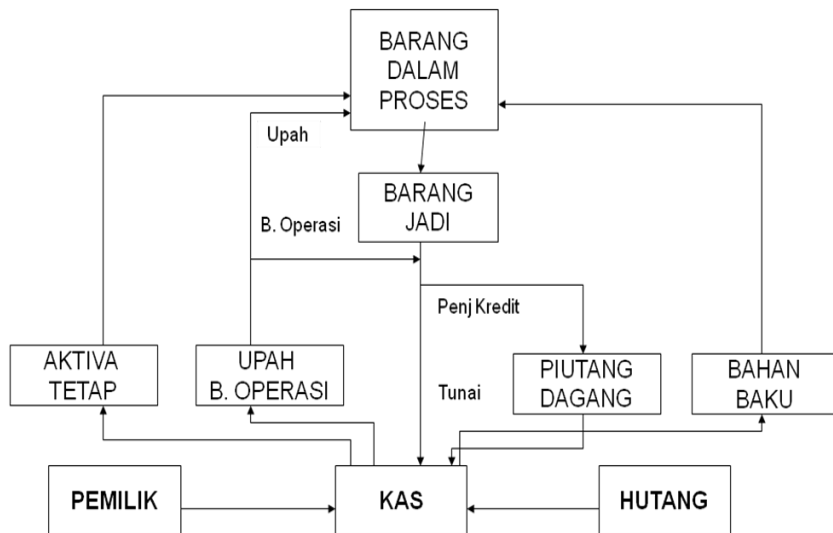 BARANG
DALAM
PROSES
Upah
BARANG
JADI
B. Operasi
Penj Kredit
AKTIVA
TETAP
UPAH
B. OPERASI
Tunai
PIUTANG
DAGANG
BAHAN
BAKU
PEMILIK
KAS
HUTANG